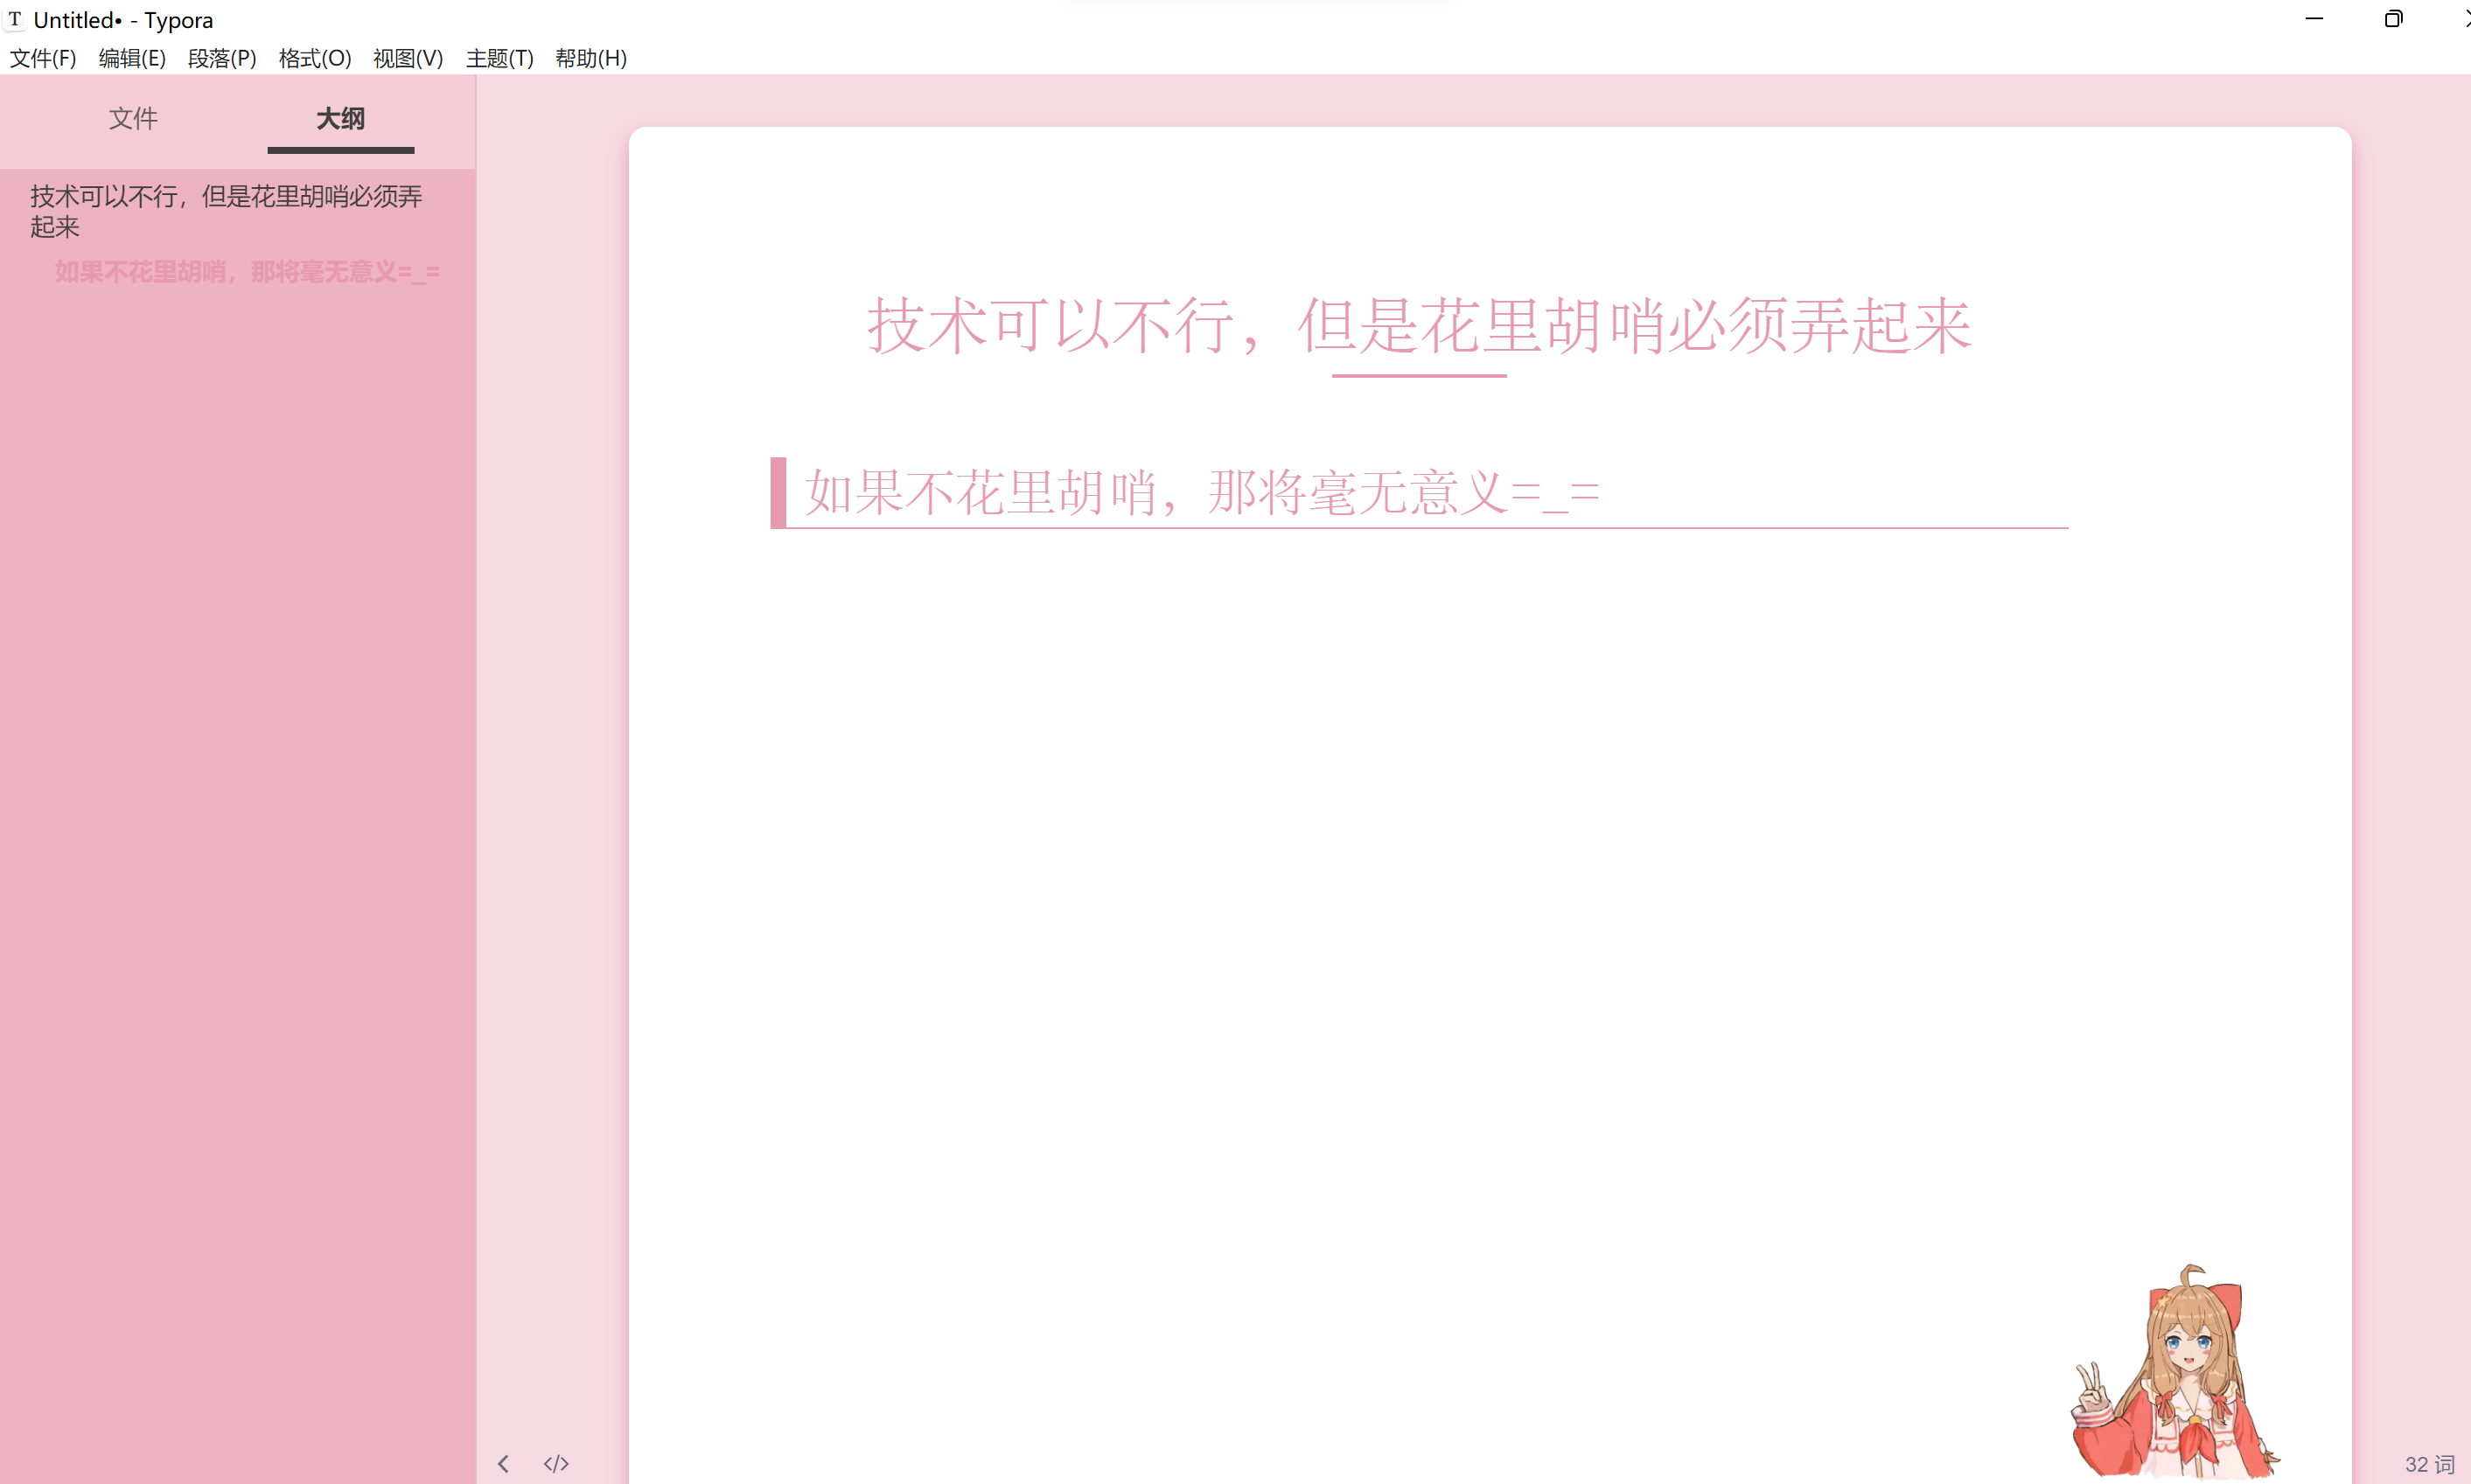 T Untitled• - Typora
文件(F) 编辑(E) 段落(P) 格式(O) 视图(V) 主题(T) 帮助(H)
文件 大纲
技术可以不行，但是花里胡哨必须弄
起来
如果不花里胡哨，那将毫无意义=_=
技术可以不行，但是花里胡哨必须弄起来
如果不花里胡哨，那将毫无意义=_=
</>
32 词